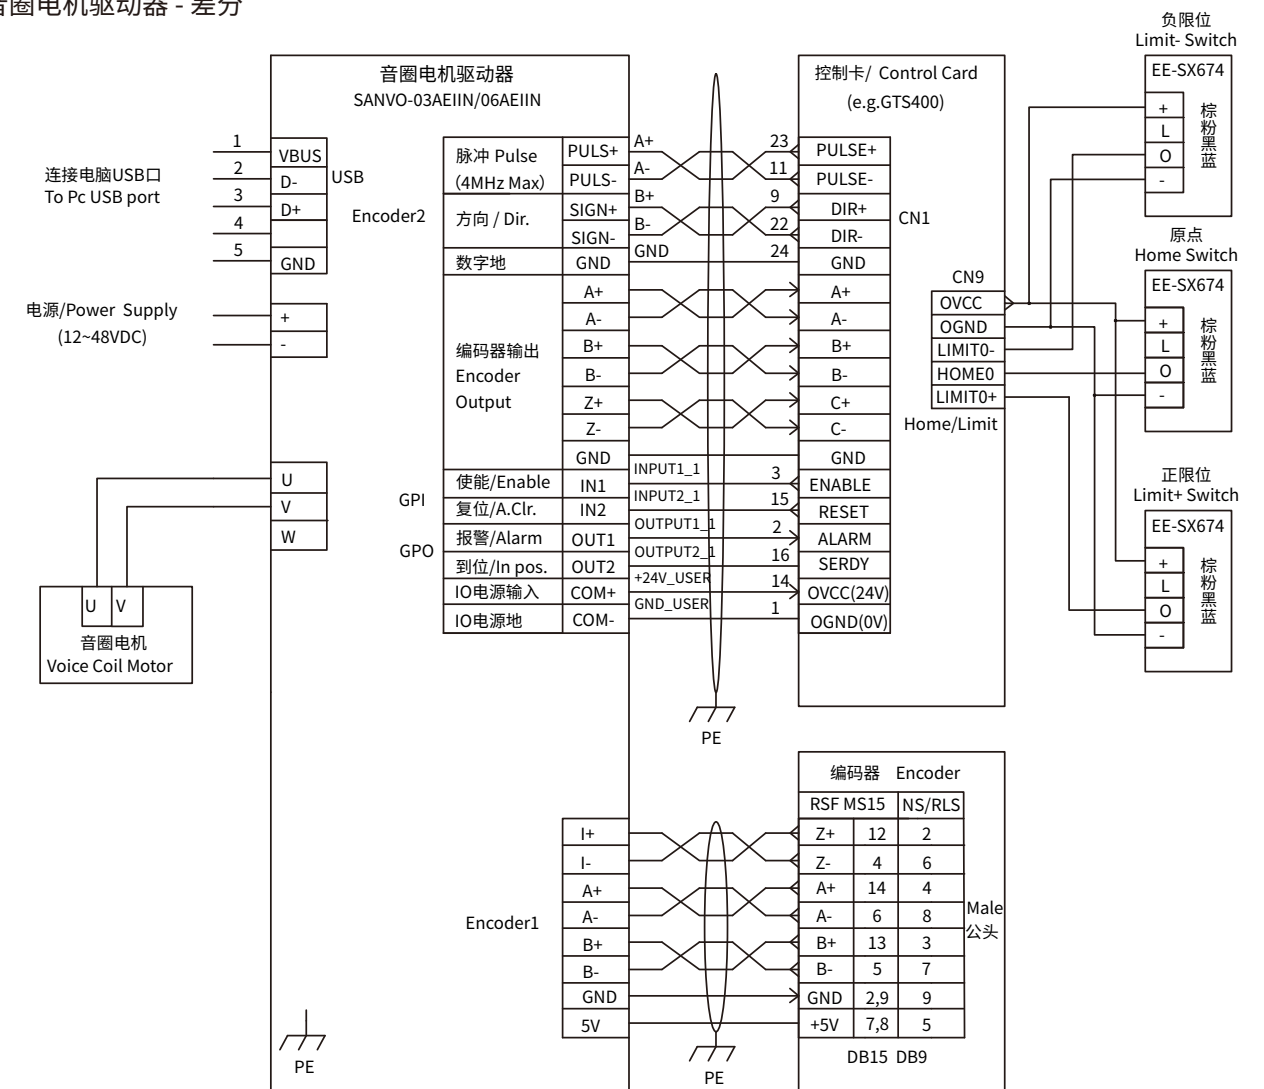 音圈电机驱动器 - 差分
音圈电机驱动器
SANVO-03AEIIN/06AEIIN
连接电脑USB口
To Pc USB port
1
2
3
4
5
VBUS
D-
D+
GND
USB
电源/Power Supply
(12~48VDC)
+
-
U
V
W
U V
音圈电机
Voice Coil Motor
PE
Encoder2
GPI
GPO
脉冲 Pulse
(4MHz Max)
方向 / Dir.
数字地
编码器输出
Encoder
Output
使能/Enable
复位/A.Clr.
报警/Alarm
到位/In pos.
IO电源输入
IO电源地
PULS+
PULS-
SIGN+
SIGN-
GND
A+
A-
B+
B-
Z+
Z-
GND
IN1
IN2
OUT1
OUT2
COM+
COM-
A+
A-
B+
B-
GND
INPUT1_1
INPUT2_1
OUTPUT1_1
OUTPUT2_1
+24V_USER
GND_USER
23
11
9
22
24
3
15
2
16
14
1
PE
控制卡/ Control Card
(e.g.GTS400)
PULSE+
PULSE-
DIR+
DIR-
GND
A+
A-
B+
B-
C+
C-
GND
ENABLE
RESET
ALARM
SERDY
OVCC(24V)
OGND(0V)
CN1
CN9
OVCC
OGND
LIMIT0-
HOME0
LIMIT0+
Home/Limit
负限位
Limit- Switch
EE-SX674
+
L
O
-
棕
粉
黑
蓝
原点
Home Switch
EE-SX674
+
L
O
-
棕
粉
黑
蓝
正限位
Limit+ Switch
EE-SX674
+
L
O
-
棕
粉
黑
蓝
Encoder1
I+
I-
A+
A-
B+
B-
GND
5V
PE
编码器 Encoder
RSF MS15 NS/RLS
Z+ 12 2
Z- 4 6
A+ 14 4
A- 6 8
B+ 13 3
B- 5 7
GND 2,9 9
+5V 7,8 5
Male
公头
DB15 DB9